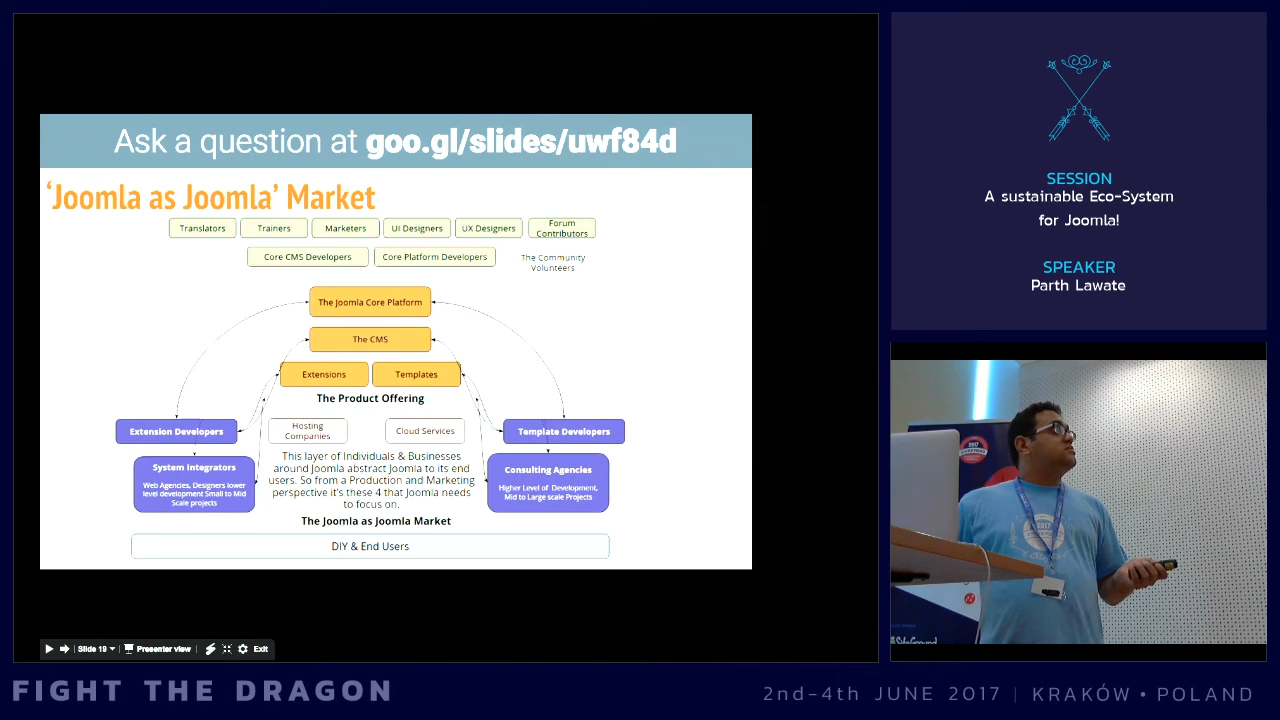 Ask a question at goo.gl/slides/uwf84d
'Joomla as Joomla' Market
Translators
Trainers
Marketers
UI Designers
UX Designers
Forum
Contributors
Core CMS Developers
Core Platform Developers
The Community
Volunteers
The Joomla Core Platform
The CMS
Extensions
Templates
The Product Offering
Extension Developers
Hosting
Companies
Cloud Services
Template Developers
System Integrators
Web Agencies, Designers lower
level development Small to Mid
Scale projects
This layer of Individuals & Businesses
around Joomla abstract Joomla to its end
users. So from a Production and Marketing
perspective it's these 4 that Joomla needs
to focus on.
Consulting Agencies
Higher Level of Development,
Mid to Large scale Projects
The Joomla as Joomla Market
DIY & End Users
Slide 19
Presenter view
Exit
SESSION
A sustainable Eco-System
for Joomla!
SPEAKER
Parth Lawate
2017
2017
SiteGround
FIGHT THE DRAGON
2nd-4th JUNE 2017 | KRAKÓW • POLAND